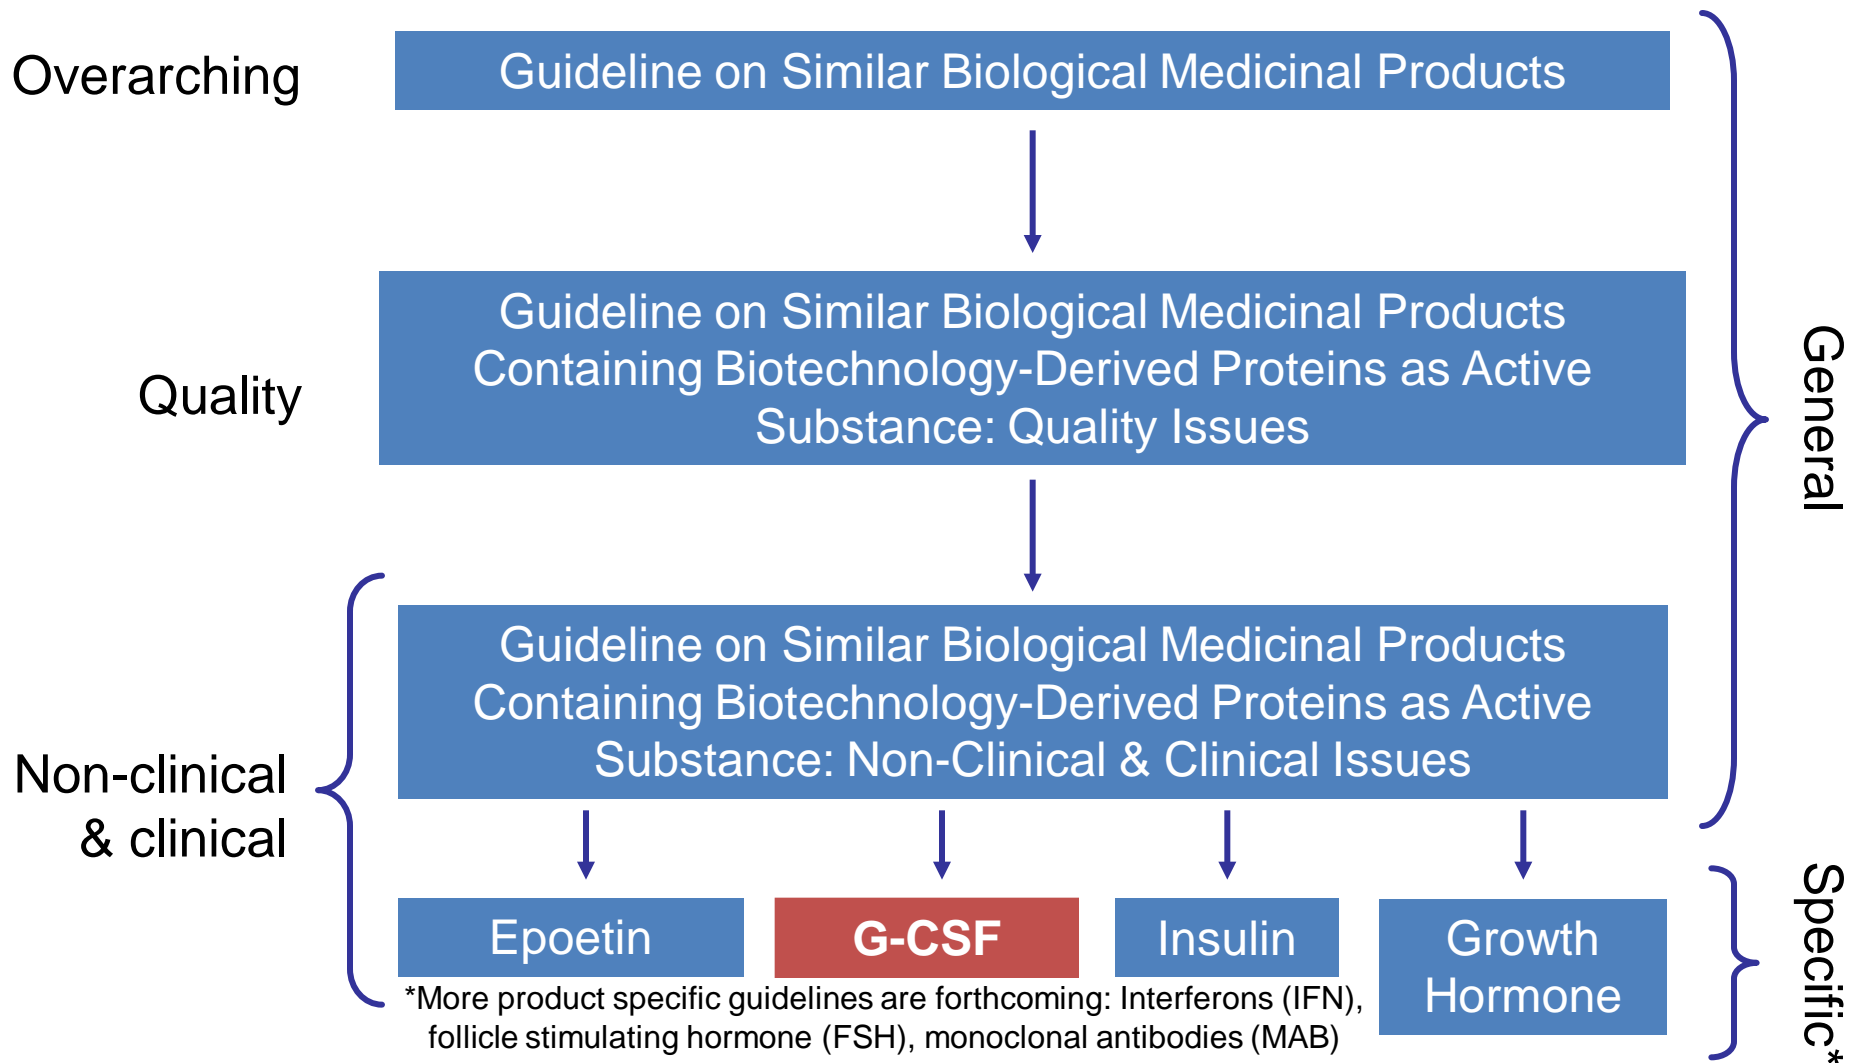 Overarching
Guideline on Similar Biological Medicinal Products
Quality
Guideline on Similar Biological Medicinal Products
Containing Biotechnology-Derived Proteins as Active
Substance: Quality Issues
General
Non-clinical
& clinical
Guideline on Similar Biological Medicinal Products
Containing Biotechnology-Derived Proteins as Active
Substance: Non-Clinical & Clinical Issues
Epoetin
G-CSF
Insulin
Growth
Hormone
Specific*
*More product specific guidelines are forthcoming: Interferons (IFN),
follicle stimulating hormone (FSH), monoclonal antibodies (MAB)